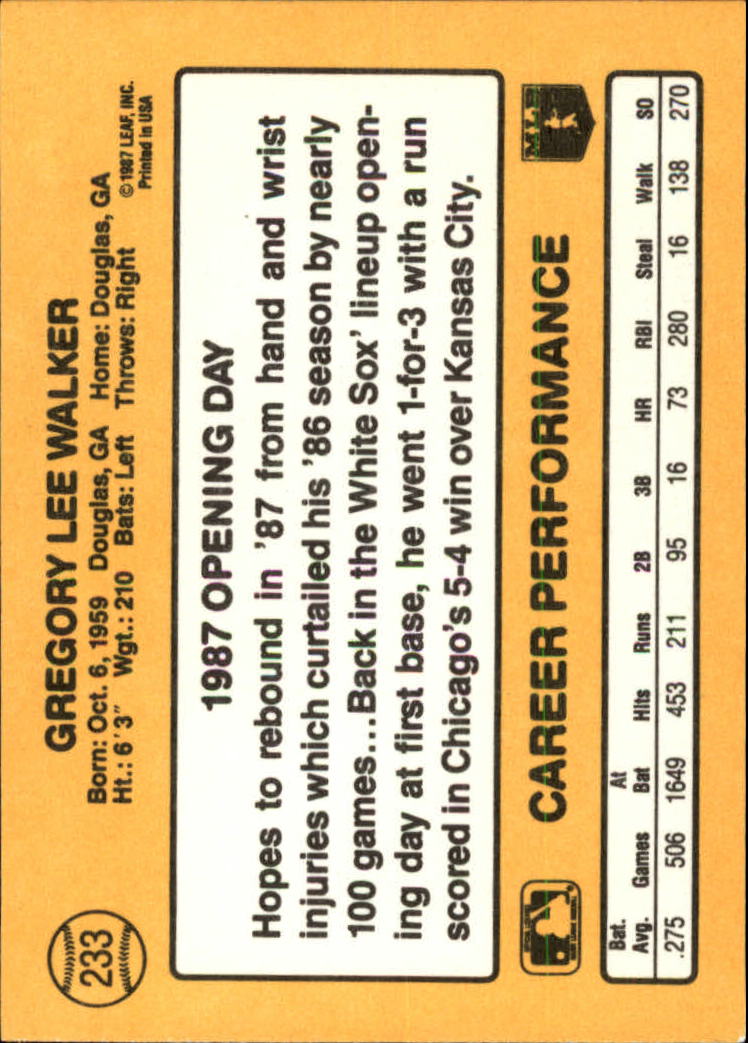 233
GREGORY LEE WALKER
Born: Oct. 6, 1959 Douglas, GA Home: Douglas, GA
Ht.: 6'3" Wgt.: 210 Bats: Left Throws: Right
© 1987 LEAF, INC.
Printed in USA
1987 OPENING DAY
Hopes to rebound in '87 from hand and wrist
injuries which curtailed his '86 season by nearly
100 games...Back in the White Sox' lineup open-
ing day at first base, he went 1-for-3 with a run
scored in Chicago's 5-4 win over Kansas City.
CAREER PERFORMANCE
MLB
Bat. Avg. Games At Bat Hits Runs 2B 3B HR RBI Steal Walk SO
.275 506 1649 453 211 95 16 73 280 16 138 270